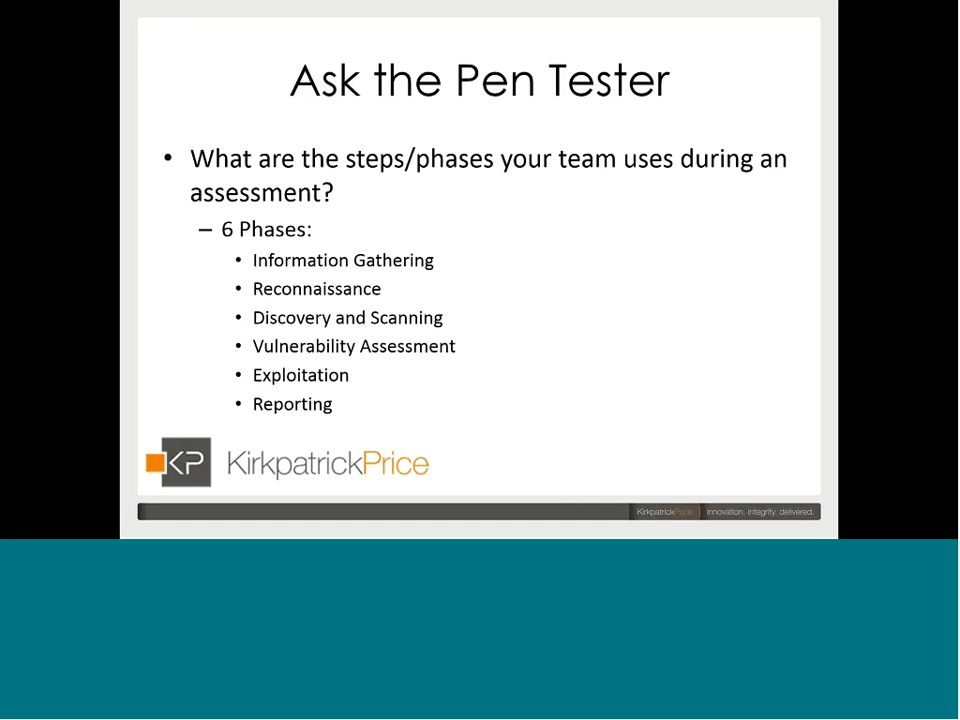 Ask the Pen Tester
• What are the steps/phases your team uses during an
assessment?
– 6 Phases:
• Information Gathering
• Reconnaissance
• Discovery and Scanning
• Vulnerability Assessment
• Exploitation
• Reporting
KP KirkpatrickPrice
KirkpatrickPrice innovation. integrity. delivered.